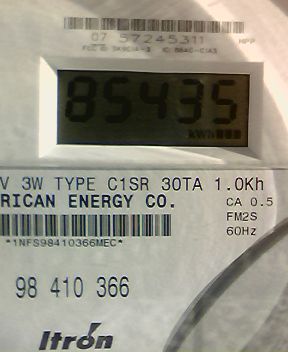 07 57245311
85435
kWh
V 3W TYPE C1SR 30TA 1.0Kh
RICAN ENERGY CO.
CA 0.5
FM2S
60Hz
*1NFS98410366MEC*
98 410 366
Itrón